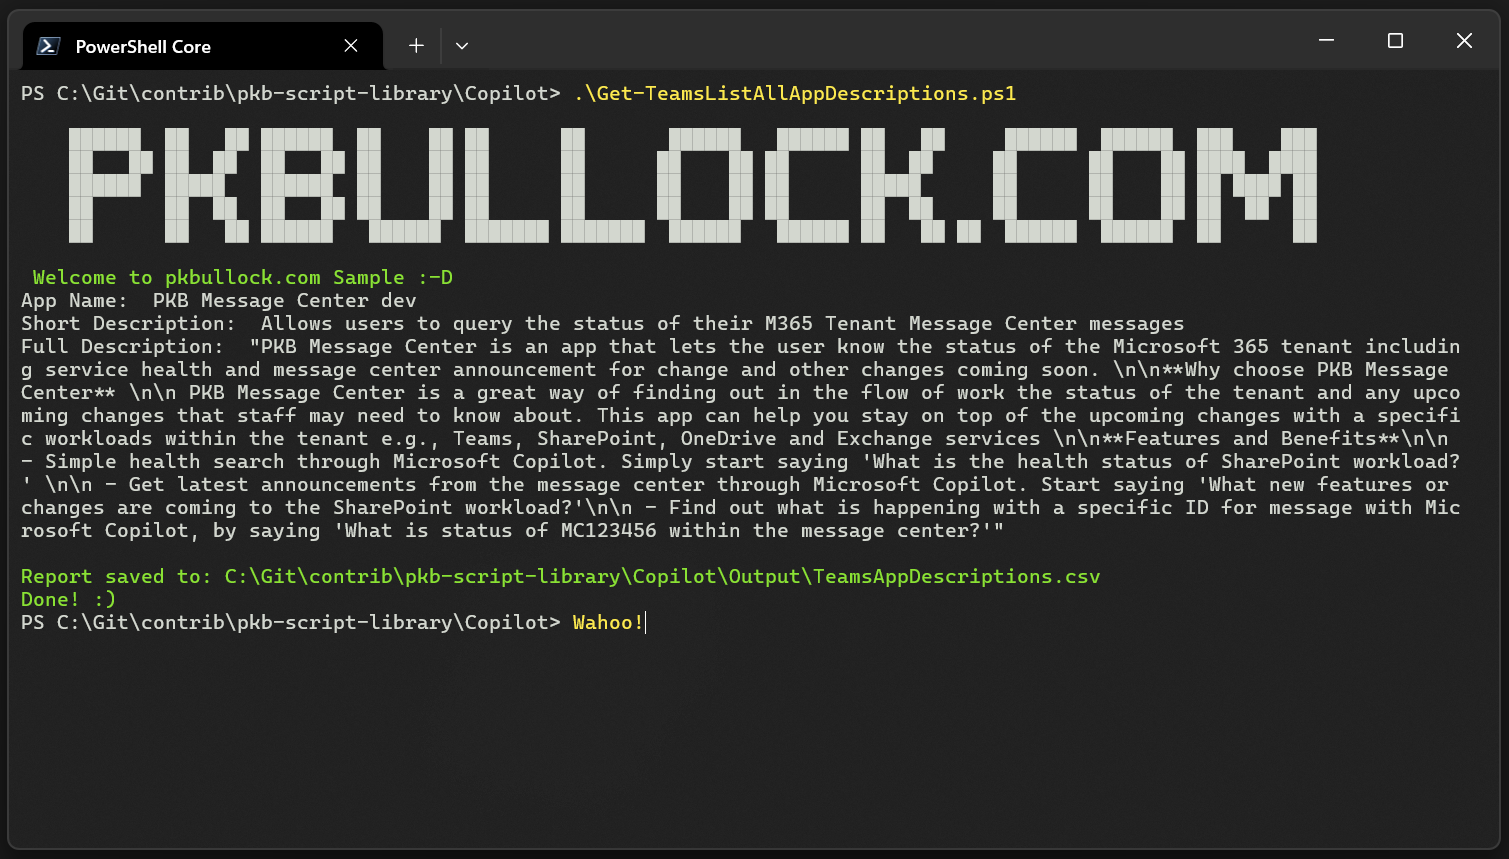 PowerShell Core
PS C:\Git\contrib\pkb-script-library\Copilot> .\Get-TeamsListAllAppDescriptions.ps1
PKBULLOCK.COM
Welcome to pkbullock.com Sample :-D
App Name:  PKB Message Center dev
Short Description:  Allows users to query the status of their M365 Tenant Message Center messages
Full Description:  "PKB Message Center is an app that lets the user know the status of the Microsoft 365 tenant includin
g service health and message center announcement for change and other changes coming soon. \n\n**Why choose PKB Message
Center** \n\n PKB Message Center is a great way of finding out in the flow of work the status of the tenant and any upco
ming changes that staff may need to know about. This app can help you stay on top of the upcoming changes with a specifi
c workloads within the tenant e.g., Teams, SharePoint, OneDrive and Exchange services \n\n**Features and Benefits**\n\n
- Simple health search through Microsoft Copilot. Simply start saying 'What is the health status of SharePoint workload?
' \n\n - Get latest announcements from the message center through Microsoft Copilot. Start saying 'What new features or
changes are coming to the SharePoint workload?'\n\n - Find out what is happening with a specific ID for message with Mic
rosoft Copilot, by saying 'What is status of MC123456 within the message center?'"
Report saved to: C:\Git\contrib\pkb-script-library\Copilot\Output\TeamsAppDescriptions.csv
Done! :)
PS C:\Git\contrib\pkb-script-library\Copilot> Wahoo!